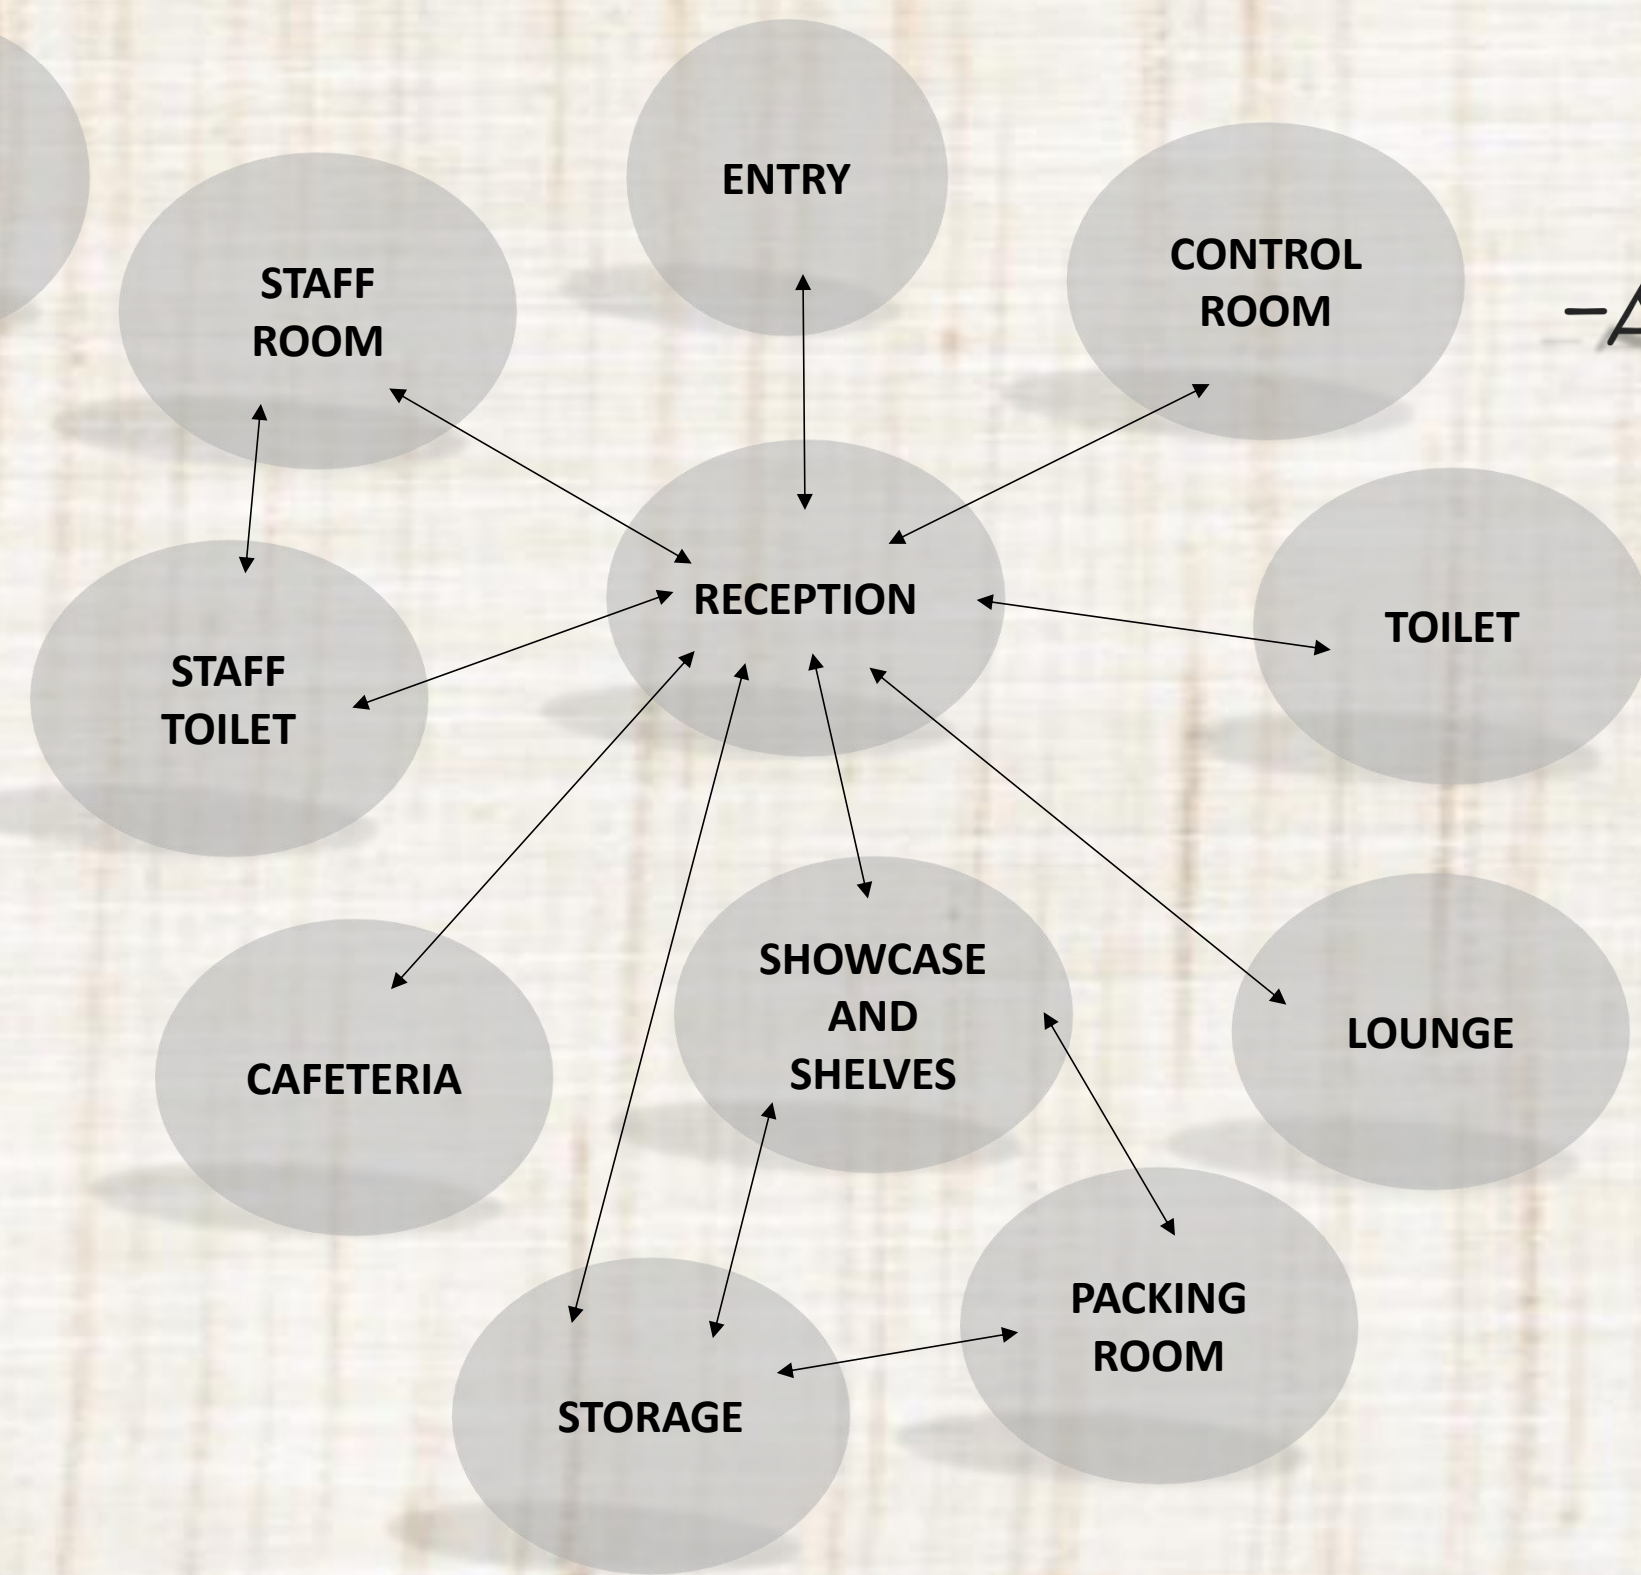 ENTRY
CONTROL
ROOM
STAFF
ROOM
RECEPTION
TOILET
STAFF
TOILET
SHOWCASE
AND
SHELVES
LOUNGE
CAFETERIA
PACKING
ROOM
STORAGE